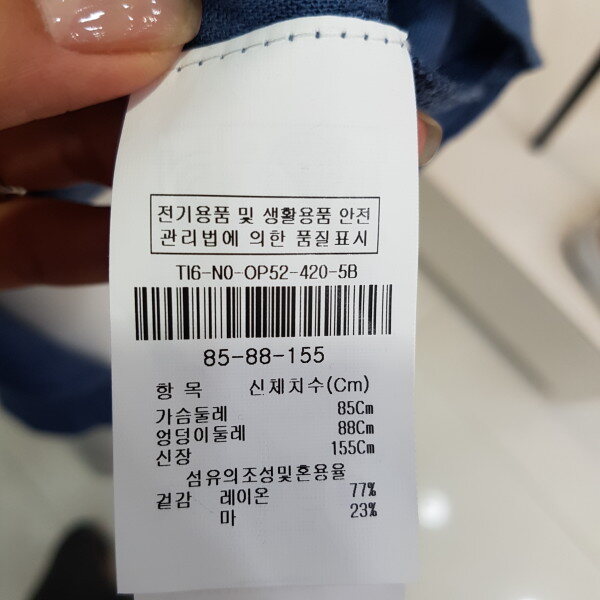 전기용품 및 생활용품 안전
관리법에 의한 품질표시
TI6-N0-OP52-420-5B
85-88-155
항 목 신체치수(Cm)
가슴둘레 85Cm
엉덩이둘레 88Cm
신장 155Cm
섬유의조성및혼용율
겉감 레이온 77%
마 23%